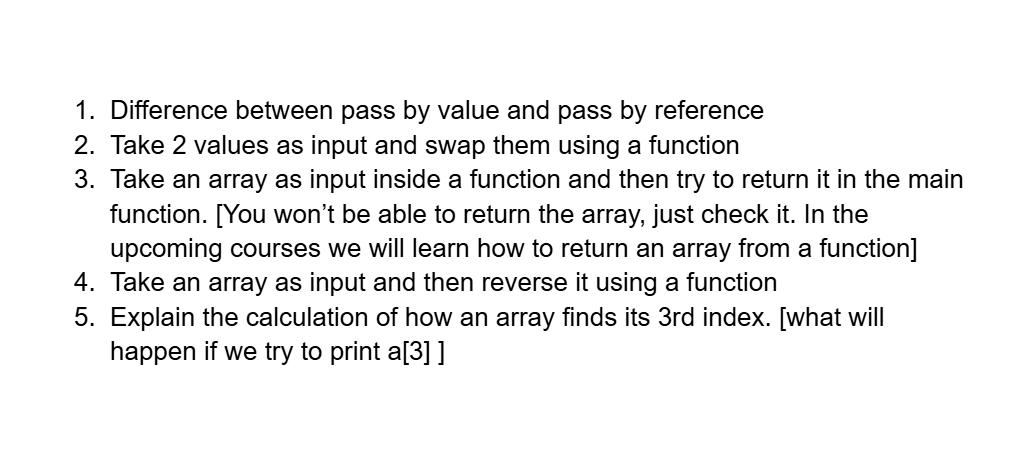 1. Difference between pass by value and pass by reference
2. Take 2 values as input and swap them using a function
3. Take an array as input inside a function and then try to return it in the main
function. [You won’t be able to return the array, just check it. In the
upcoming courses we will learn how to return an array from a function]
4. Take an array as input and then reverse it using a function
5. Explain the calculation of how an array finds its 3rd index. [what will
happen if we try to print a[3] ]